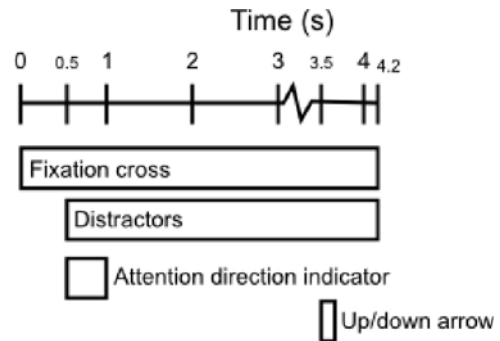 Time (s)
0 0.5 1 2 3 3.5 4 4.2
Fixation cross
Distractors
Attention direction indicator
Up/down arrow